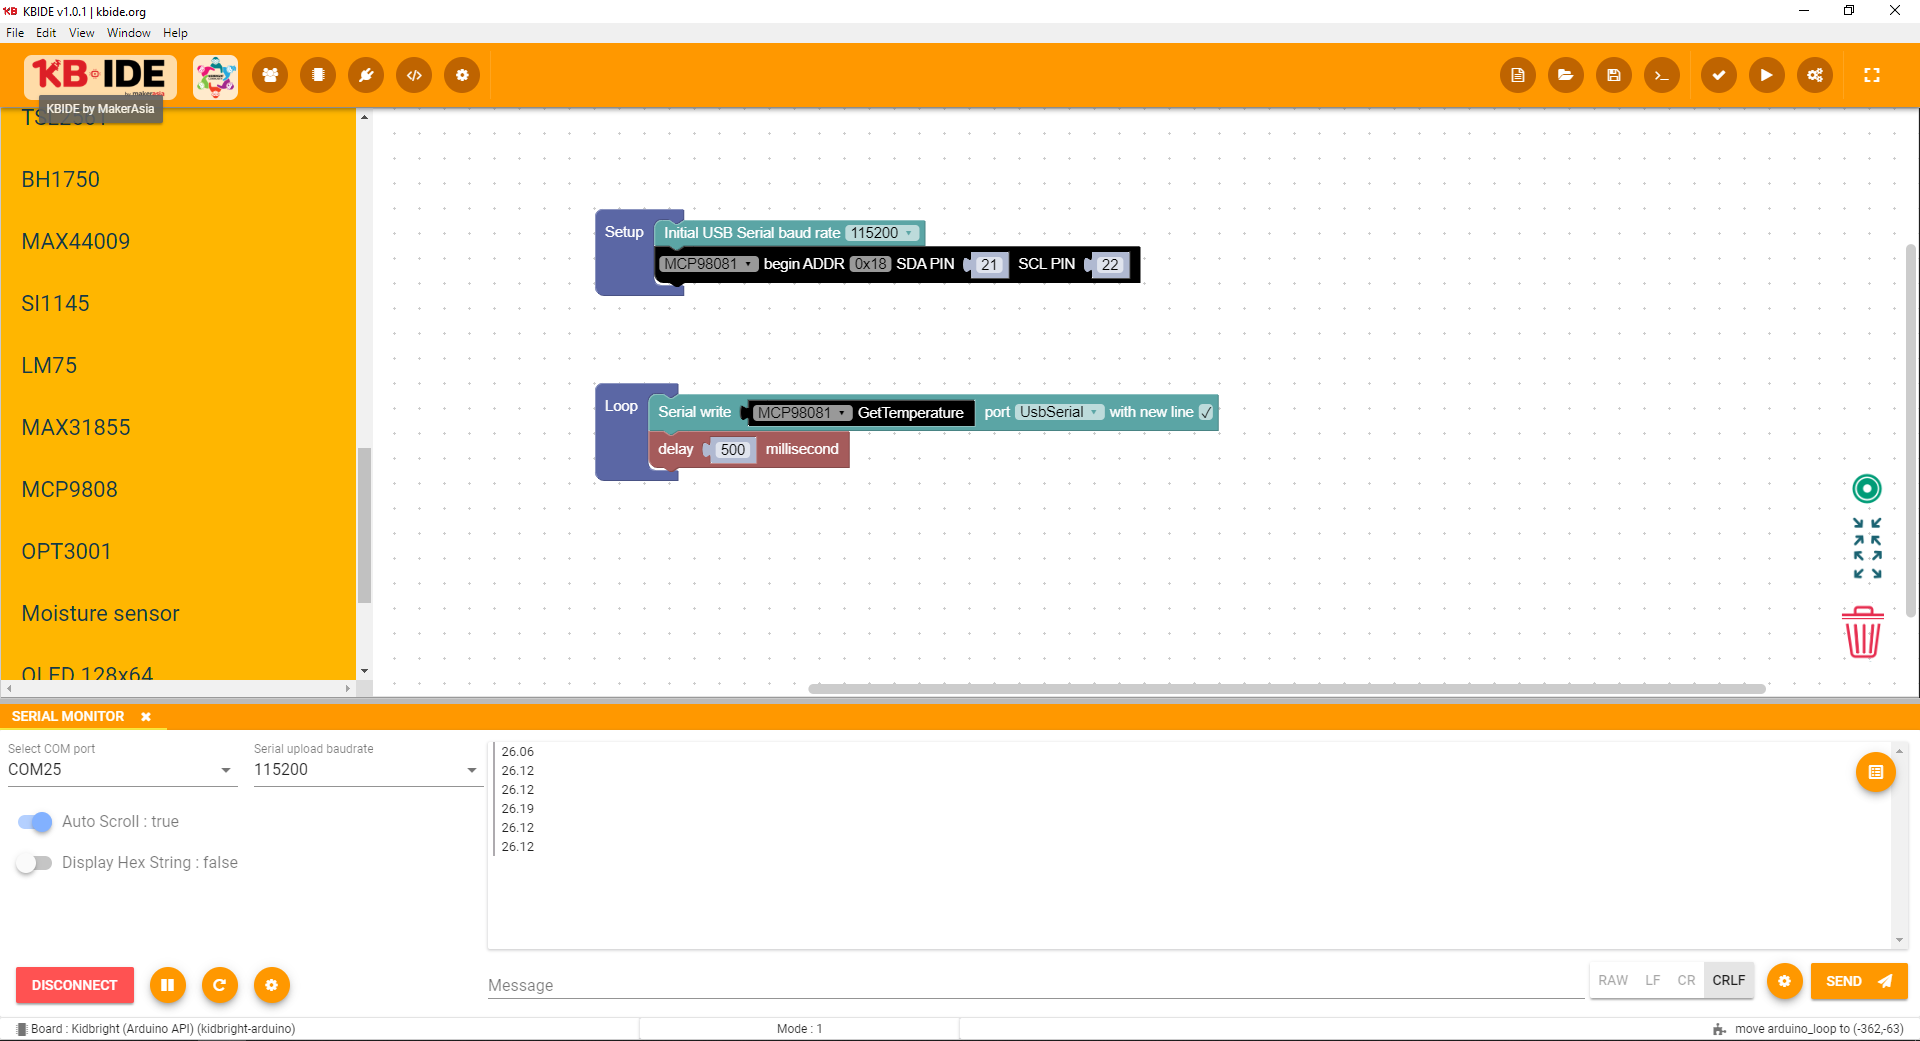 KBIDE v1.0.1 | kbide.org
File Edit View Window Help
KB IDE
by makerasia
KBIDE by MakerAsia
BH1750
MAX44009
SI1145
LM75
MAX31855
MCP9808
OPT3001
Moisture sensor
OLED 128x64
Setup
Initial USB Serial baud rate 115200
MCP98081 begin ADDR 0x18 SDA PIN 21 SCL PIN 22
Loop
Serial write MCP98081 GetTemperature port UsbSerial with new line
delay 500 millisecond
SERIAL MONITOR
Select COM port
COM25
Serial upload baudrate
115200
Auto Scroll : true
Display Hex String : false
26.06
26.12
26.12
26.19
26.12
26.12
DISCONNECT
Message
RAW LF CR CRLF
SEND
Board : Kidbright (Arduino API) (kidbright-arduino)
Mode : 1
move arduino_loop to (-362,-63)